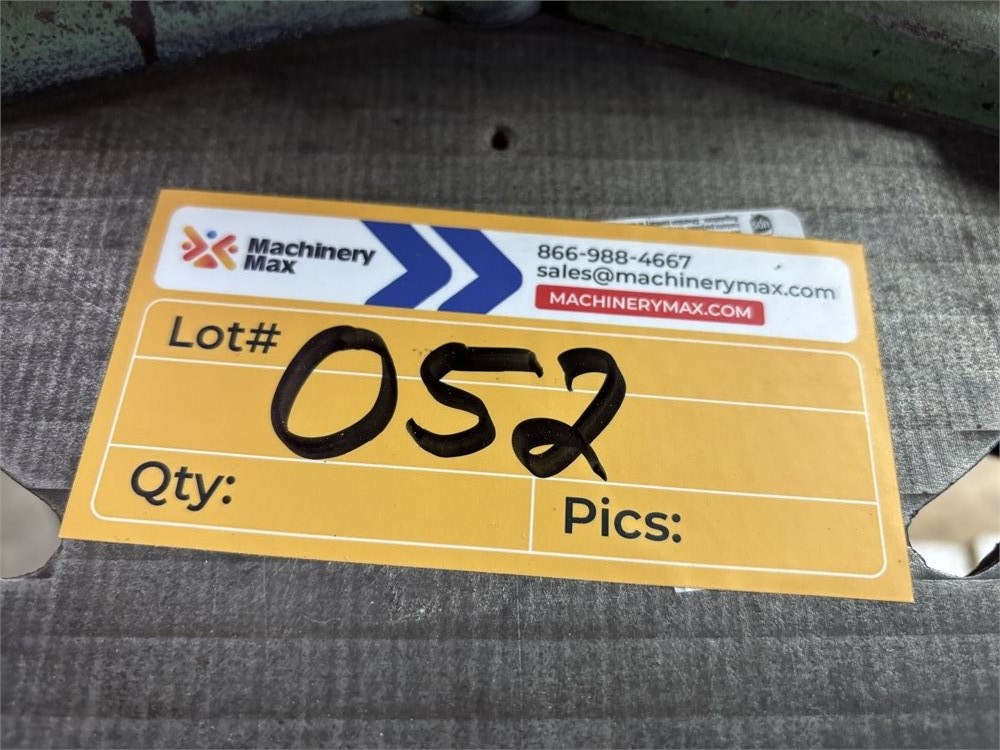 Machinery
Max
866-988-4667
sales@machinerymax.com
MACHINERYMAX.COM
Lot# 052
Qty:
Pics: